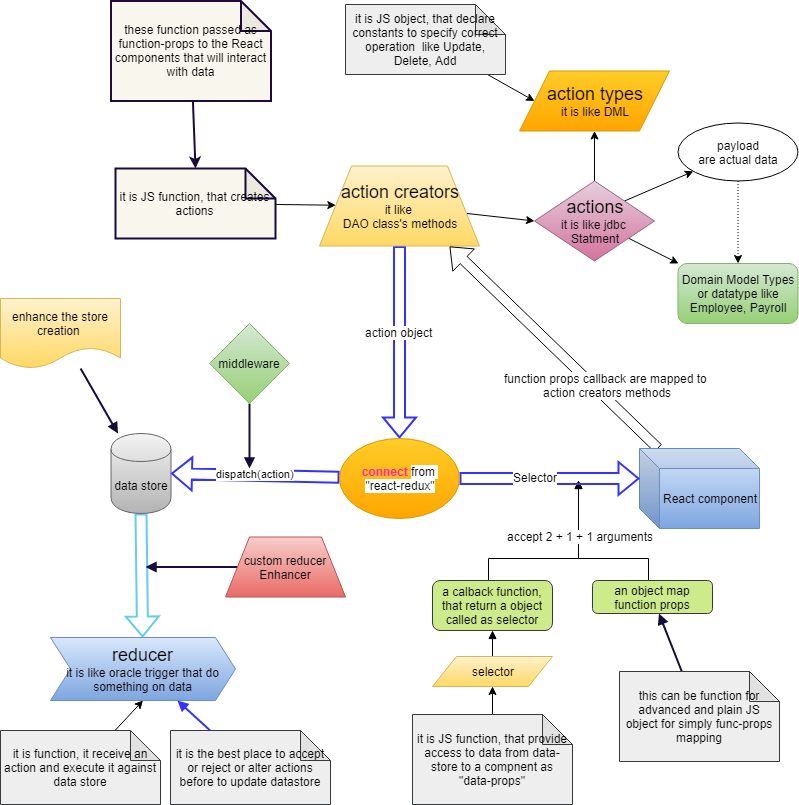 these function passed as
function-props to the React
components that will interact
with data
it is JS object, that declare
constants to specify correct
operation  like Update,
Delete, Add
action types
it is like DML
payload
are actual data
it is JS function, that creates
actions
action creators
it like
DAO class's methods
actions
it is like jdbc
Statment
Domain Model Types
or datatype like
Employee, Payroll
enhance the store
creation
middleware
action object
function props callback are mapped to
action creators methods
data store
dispatch(action)
connect from
"react-redux"
Selector
React component
accept 2 + 1 + 1 arguments
custom reducer
Enhancer
a calback function,
that return a object
called as selector
an object map
function props
reducer
it is like oracle trigger that do
something on data
selector
this can be function for
advanced and plain JS
object for simply func-props
mapping
it is function, it receive an
action and execute it against
data store
it is the best place to accept
or reject or alter actions
before to update datastore
it is JS function, that provide
access to data from data-
store to a compnent as
"data-props"